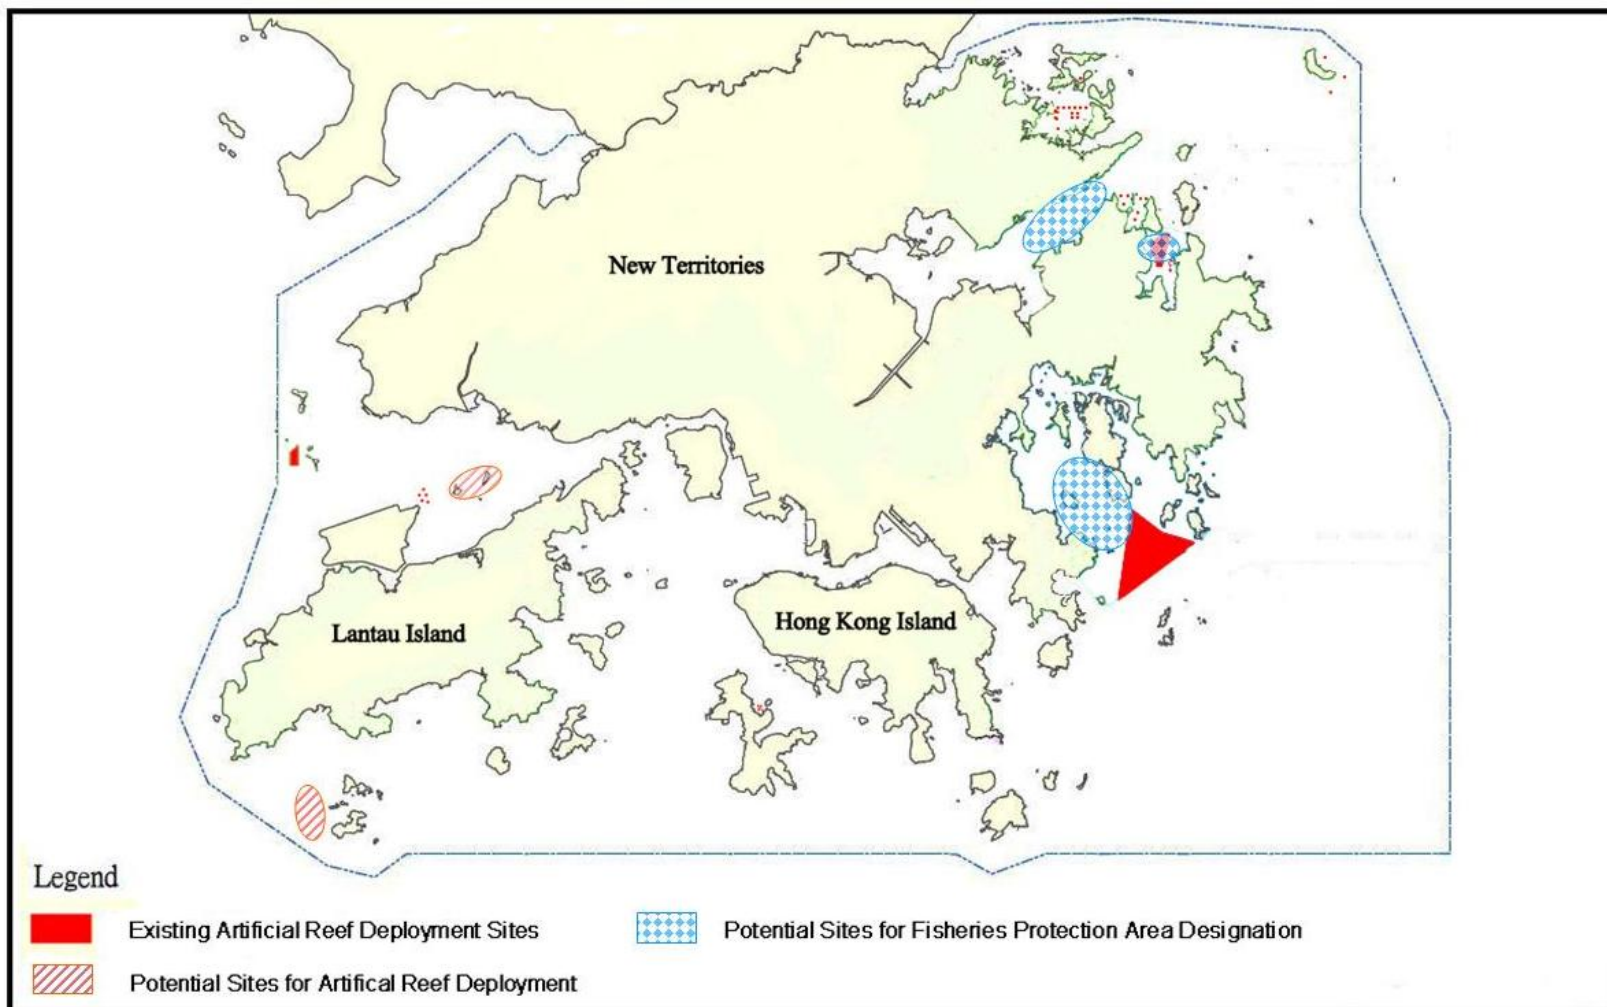 New Territories
Hong Kong Island
Lantau Island
Legend
Existing Artificial Reef Deployment Sites
Potential Sites for Fisheries Protection Area Designation
Potential Sites for Artifical Reef Deployment